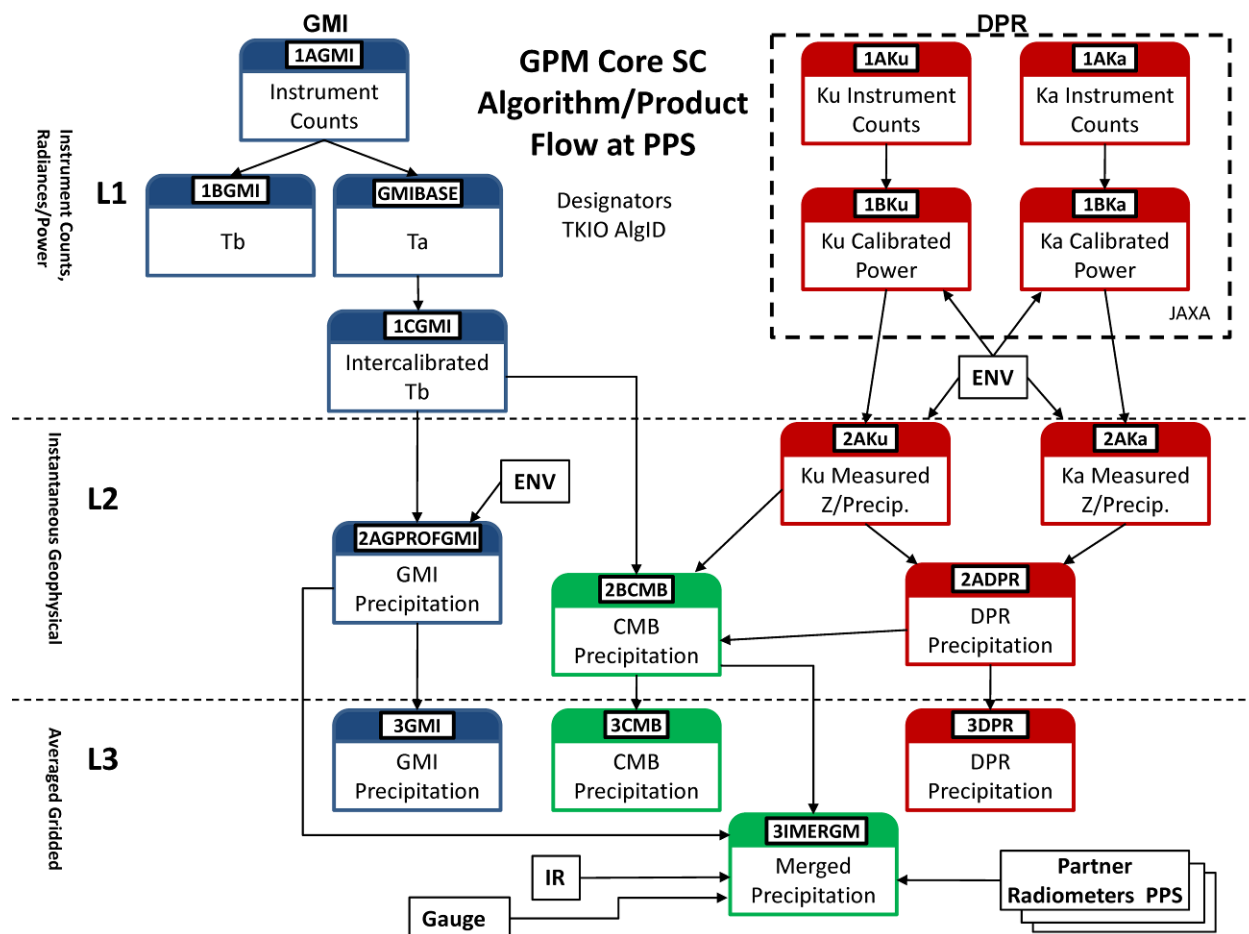 GMI
DPR
GPM Core SC
Algorithm/Product
Flow at PPS
Designators
TKIO AlgID
1AGMI
Instrument
Counts
1AKu
Ku Instrument
Counts
1AKa
Ka Instrument
Counts
Instrument Counts,
Radiances/Power
L1
1BGMI
Tb
GMIBASE
Ta
1BKu
Ku Calibrated
Power
1BKa
Ka Calibrated
Power
JAXA
1CGMI
Intercalibrated
Tb
ENV
Instantaneous Geophysical
L2
2AKu
Ku Measured
Z/Precip.
2AKa
Ka Measured
Z/Precip.
ENV
2AGPROFGMI
GMI
Precipitation
2BCMB
CMB
Precipitation
2ADPR
DPR
Precipitation
Averaged Gridded
L3
3GMI
GMI
Precipitation
3CMB
CMB
Precipitation
3DPR
DPR
Precipitation
3IMERGM
Merged
Precipitation
IR
Gauge
Partner
Radiometers PPS